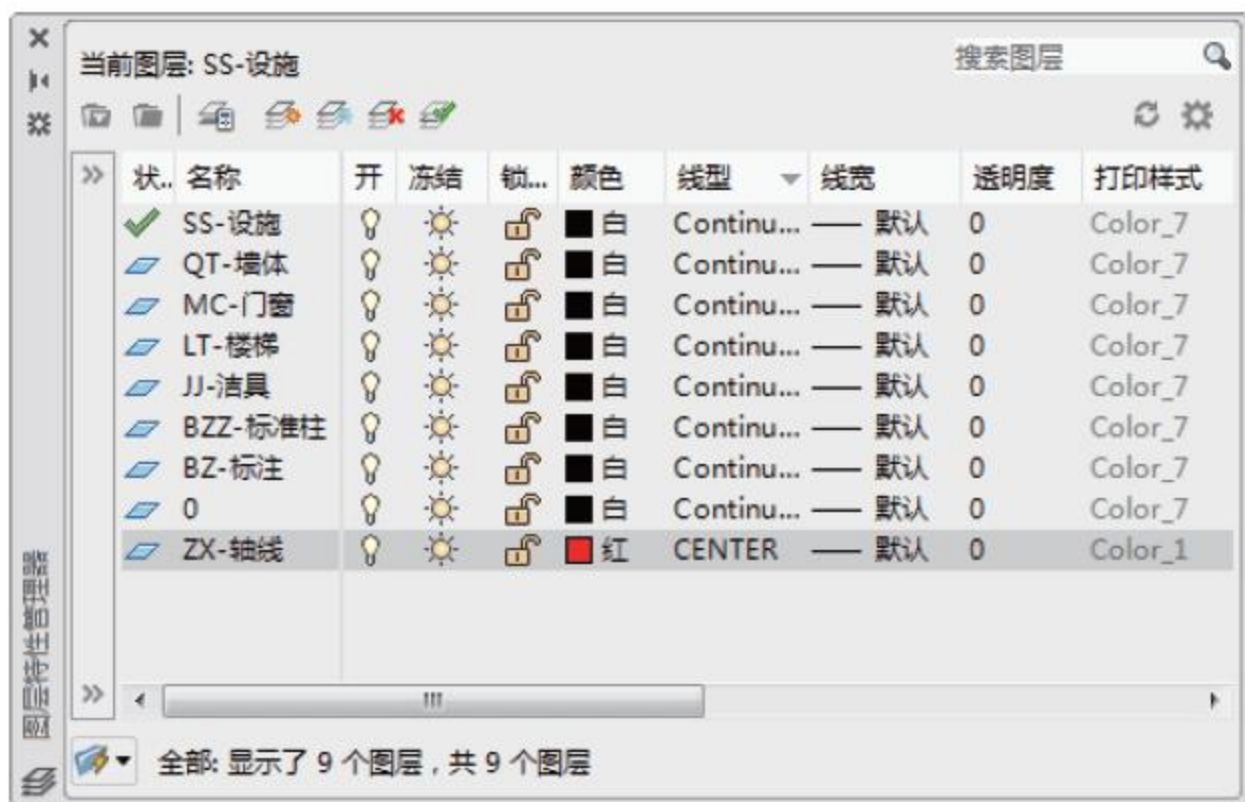 当前图层: SS-设施
搜索图层
状.. 名称 开 冻结 锁... 颜色 线型 线宽 透明度 打印样式
SS-设施 白 Continu... 默认 0 Color_7
QT-墙体 白 Continu... 默认 0 Color_7
MC-门窗 白 Continu... 默认 0 Color_7
LT-楼梯 白 Continu... 默认 0 Color_7
JJ-洁具 白 Continu... 默认 0 Color_7
BZZ-标准柱 白 Continu... 默认 0 Color_7
BZ-标注 白 Continu... 默认 0 Color_7
0 白 Continu... 默认 0 Color_7
ZX-轴线 红 CENTER 默认 0 Color_1
图层特性管理器
全部: 显示了 9 个图层，共 9 个图层